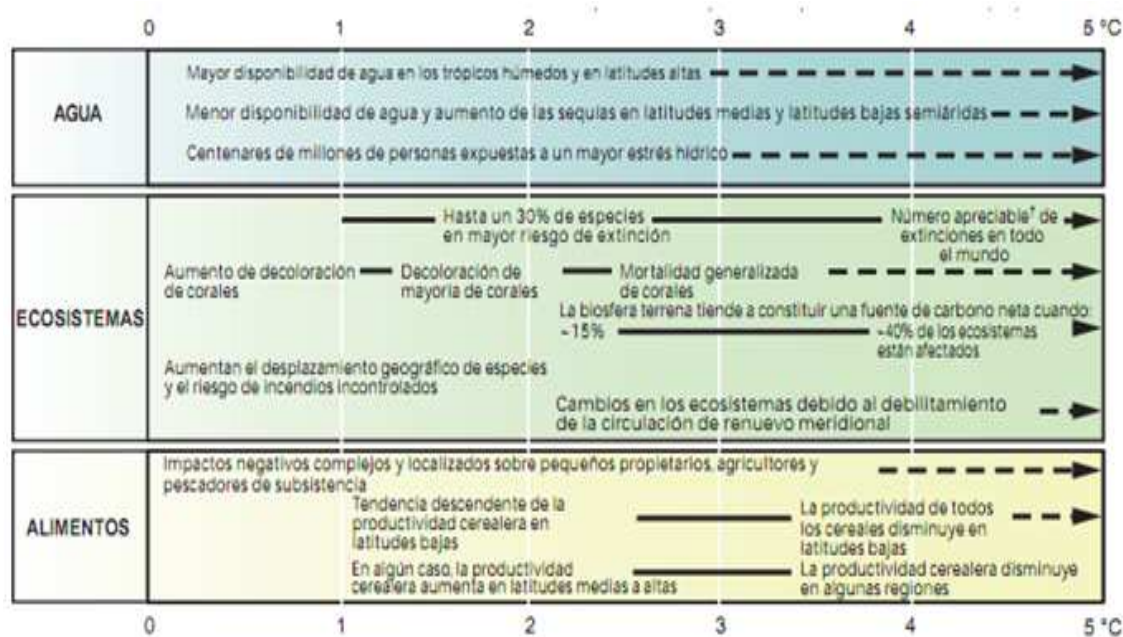 0 1 2 3 4 5 °C
AGUA
Mayor disponibilidad de agua en los trópicos húmedos y en latitudes altas
Menor disponibilidad de agua y aumento de las sequías en latitudes medias y latitudes bajas semiáridas
Centenares de millones de personas expuestas a un mayor estrés hídrico
ECOSISTEMAS
Hasta un 30% de especies
en mayor riesgo de extinción
Número apreciable† de
extinciones en todo
el mundo
Aumento de decoloración
de corales
Decoloración de
mayoría de corales
Mortalidad generalizada
de corales
La biosfera terrena tiende a constituir una fuente de carbono neta cuando:
~15%
~40% de los ecosistemas
están afectados
Aumentan el desplazamiento geográfico de especies
y el riesgo de incendios incontrolados
Cambios en los ecosistemas debido al debilitamiento
de la circulación de renuevo meridional
ALIMENTOS
Impactos negativos complejos y localizados sobre pequeños propietarios, agricultores y
pescadores de subsistencia
Tendencia descendente de la
productividad cerealera en
latitudes bajas
La productividad de todos
los cereales disminuye en
latitudes bajas
En algún caso, la productividad
cerealera aumenta en latitudes medias a altas
La productividad cerealera disminuye
en algunas regiones
0 1 2 3 4 5 °C